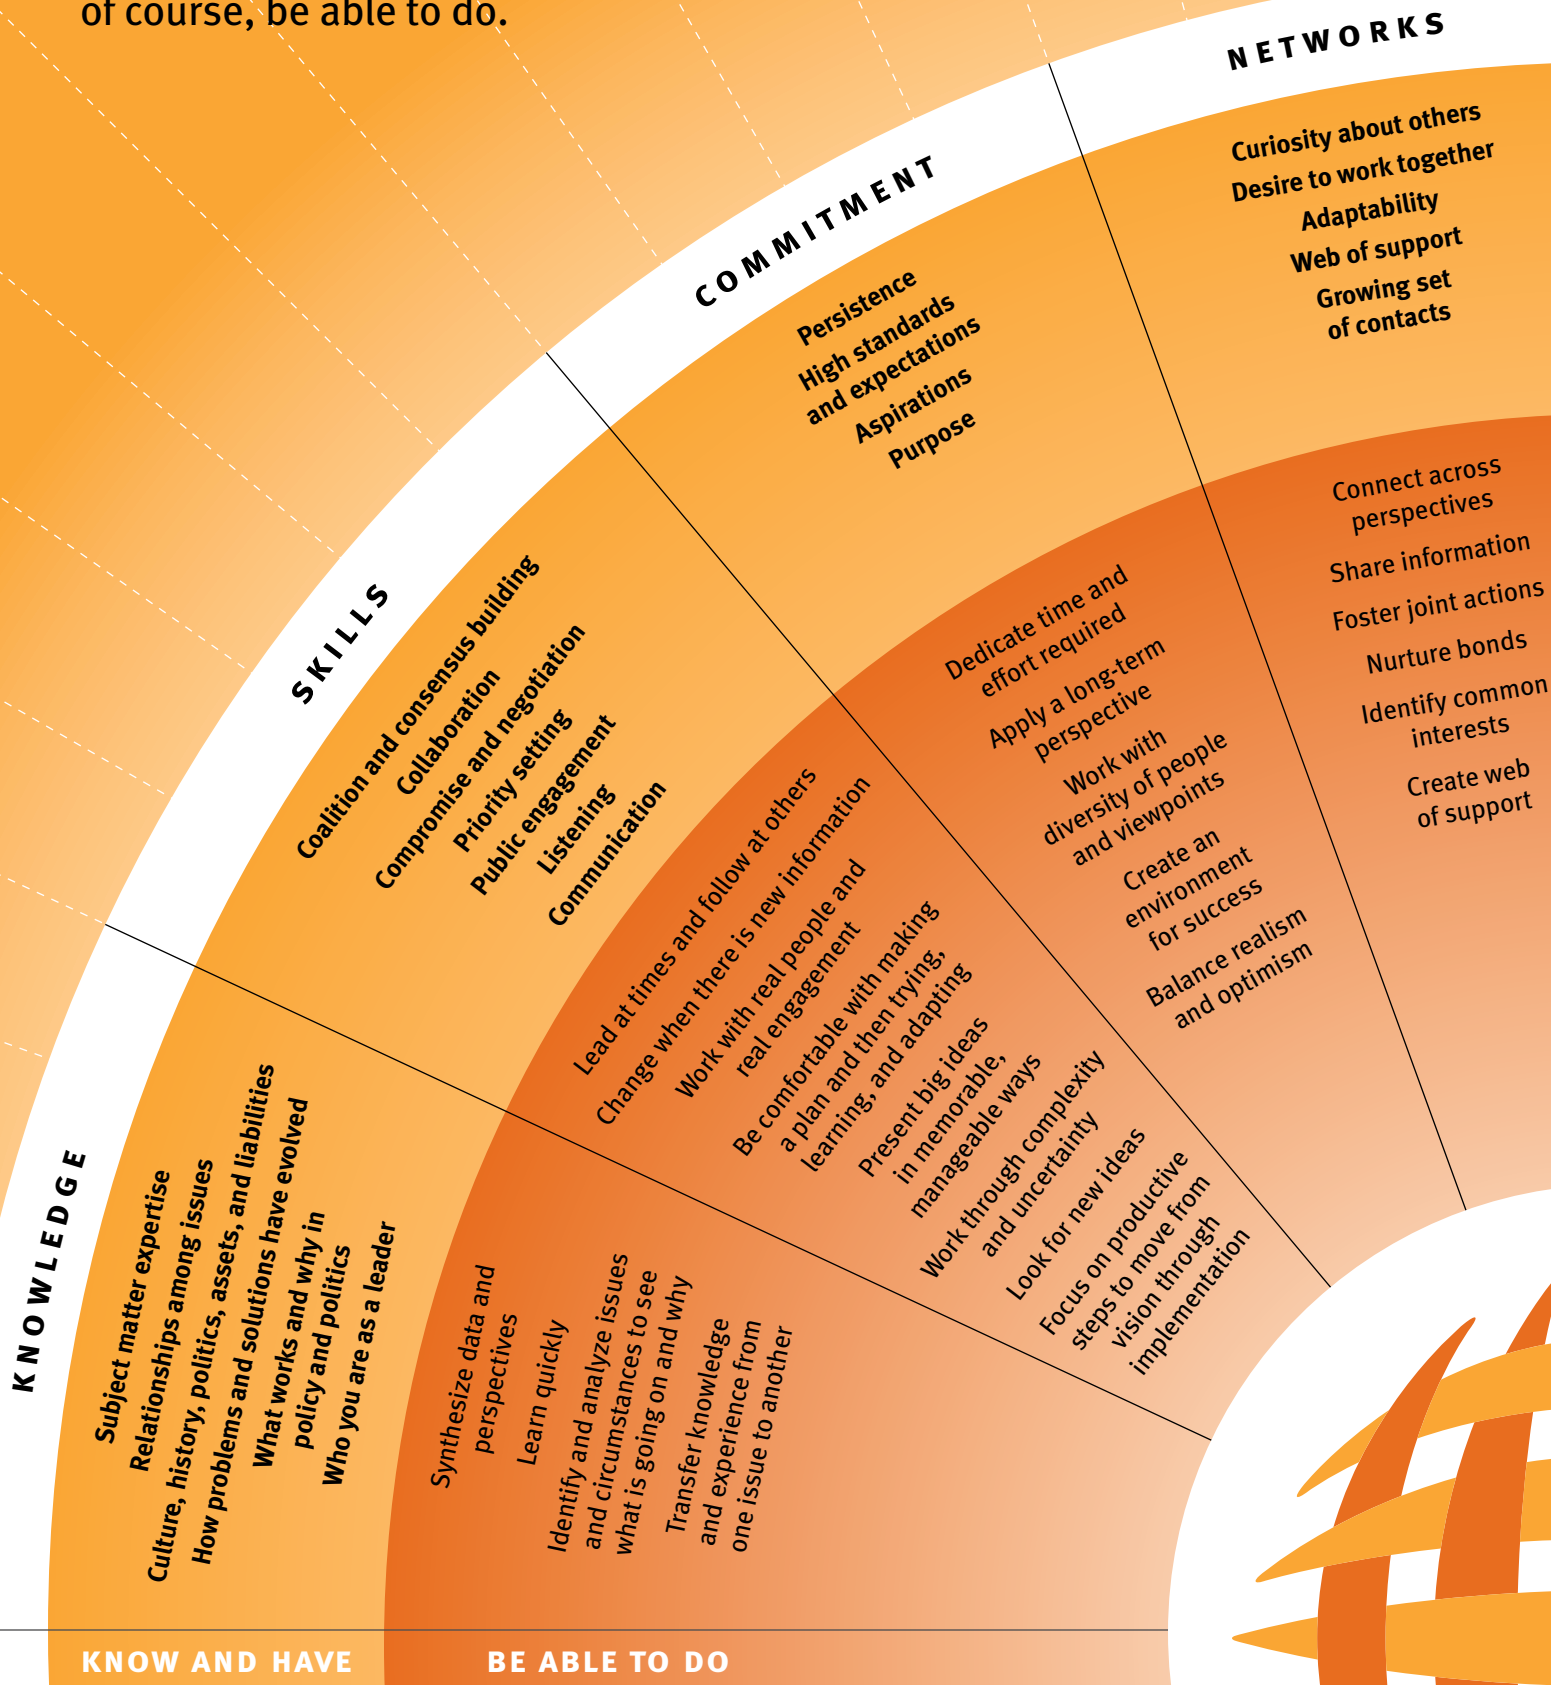 of course, be able to do.
NETWORKS
Curiosity about others
Desire to work together
Adaptability
Web of support
Growing set
of contacts
Connect across
perspectives
Share information
Foster joint actions
Nurture bonds
Identify common
interests
Create web
of support
COMMITMENT
Persistence
High standards
and expectations
Aspirations
Purpose
Dedicate time and
effort required
Apply a long-term
perspective
Work with
diversity of people
and viewpoints
Create an
environment
for success
Balance realism
and optimism
SKILLS
Coalition and consensus building
Collaboration
Compromise and negotiation
Priority setting
Public engagement
Listening
Communication
Lead at times and follow at others
Change when there is new information
Work with real people and
real engagement
Be comfortable with making
a plan and then trying,
learning, and adapting
Present big ideas
in memorable,
manageable ways
Work through complexity
and uncertainty
Look for new ideas
Focus on productive
steps to move from
vision through
implementation
KNOWLEDGE
Subject matter expertise
Relationships among issues
Culture, history, politics, assets, and liabilities
How problems and solutions have evolved
What works and why in
policy and politics
Who you are as a leader
Synthesize data and
perspectives
Learn quickly
Identify and analyze issues
and circumstances to see
what is going on and why
Transfer knowledge
and experience from
one issue to another
KNOW AND HAVE
BE ABLE TO DO